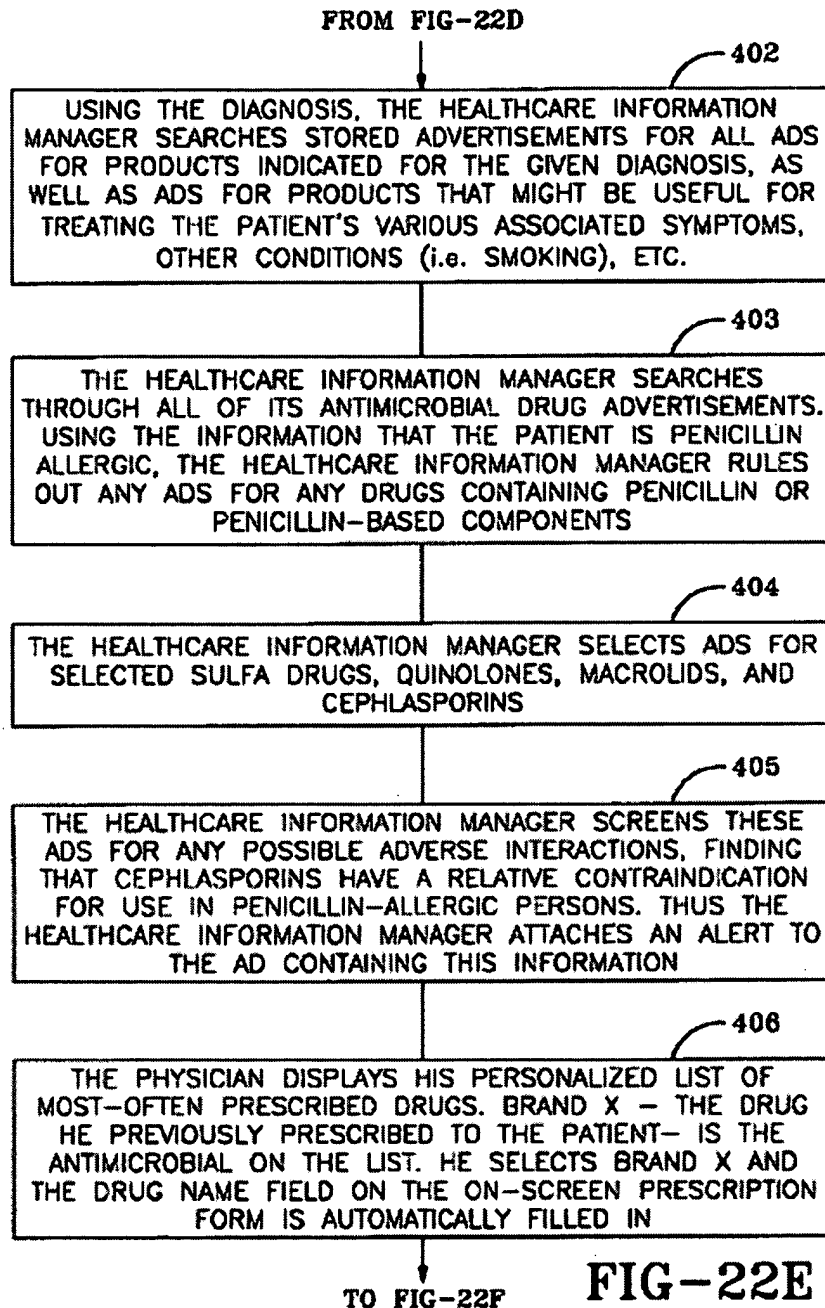 FROM FIG-22D
402
USING THE DIAGNOSIS, THE HEALTHCARE INFORMATION
MANAGER SEARCHES STORED ADVERTISEMENTS FOR ALL ADS
FOR PRODUCTS INDICATED FOR THE GIVEN DIAGNOSIS, AS
WELL AS ADS FOR PRODUCTS THAT MIGHT BE USEFUL FOR
TREATING THE PATIENT'S VARIOUS ASSOCIATED SYMPTOMS,
OTHER CONDITIONS (i.e. SMOKING), ETC.
403
THE HEALTHCARE INFORMATION MANAGER SEARCHES
THROUGH ALL OF ITS ANTIMICROBIAL DRUG ADVERTISEMENTS.
USING THE INFORMATION THAT THE PATIENT IS PENICILLIN
ALLERGIC, THE HEALTHCARE INFORMATION MANAGER RULES
OUT ANY ADS FOR ANY DRUGS CONTAINING PENICILLIN OR
PENICILLIN-BASED COMPONENTS
404
THE HEALTHCARE INFORMATION MANAGER SELECTS ADS FOR
SELECTED SULFA DRUGS, QUINOLONES, MACROLIDS, AND
CEPHLASPORINS
405
THE HEALTHCARE INFORMATION MANAGER SCREENS THESE
ADS FOR ANY POSSIBLE ADVERSE INTERACTIONS, FINDING
THAT CEPHLASPORINS HAVE A RELATIVE CONTRAINDICATION
FOR USE IN PENICILLIN-ALLERGIC PERSONS. THUS THE
HEALTHCARE INFORMATION MANAGER ATTACHES AN ALERT TO
THE AD CONTAINING THIS INFORMATION
406
THE PHYSICIAN DISPLAYS HIS PERSONALIZED LIST OF
MOST-OFTEN PRESCRIBED DRUGS. BRAND X - THE DRUG
HE PREVIOUSLY PRESCRIBED TO THE PATIENT- IS THE
ANTIMICROBIAL ON THE LIST. HE SELECTS BRAND X AND
THE DRUG NAME FIELD ON THE ON-SCREEN PRESCRIPTION
FORM IS AUTOMATICALLY FILLED IN
TO FIG-22F
FIG-22E